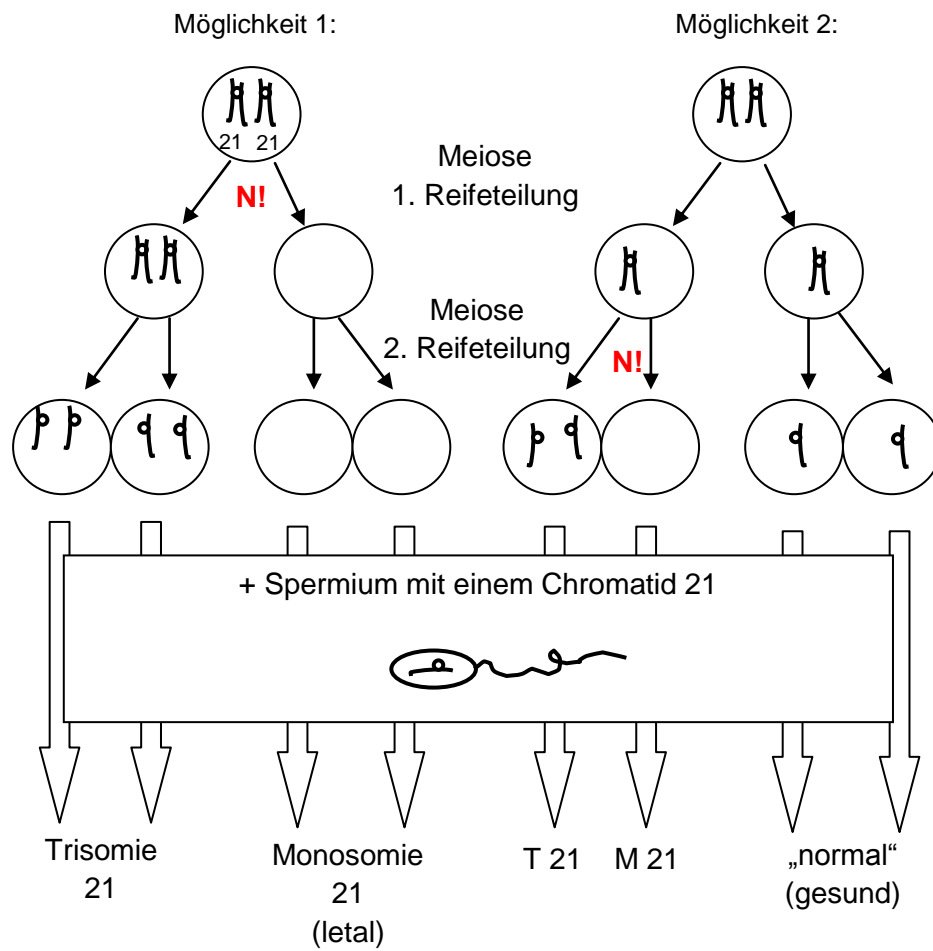 Möglichkeit 1:
Möglichkeit 2:
21 21
Meiose
1. Reifeteilung
N!
Meiose
2. Reifeteilung
N!
+ Spermium mit einem Chromatid 21
Trisomie
21
Monosomie
21
(letal)
T 21
M 21
„normal“
(gesund)